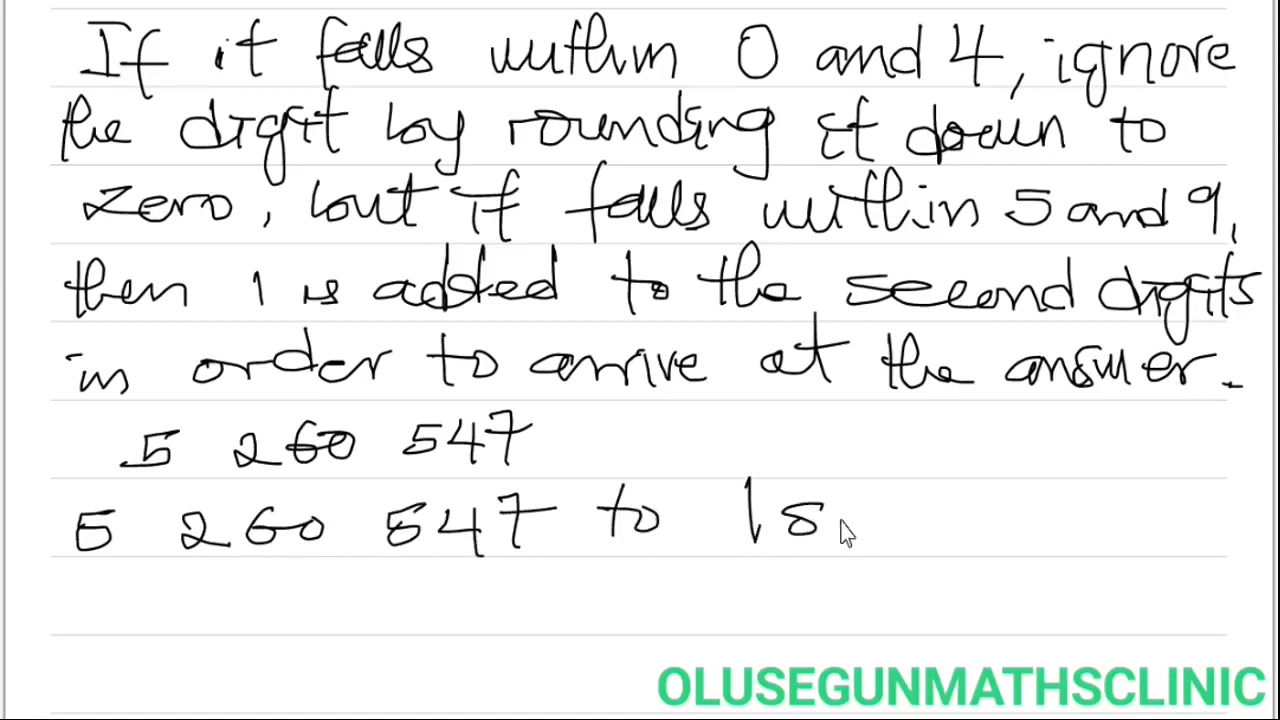 If it falls within 0 and 4, ignore
the digit by rounding it down to
zero, but if falls within 5 and 9,
then 1 is added to the second digits
in order to arrive at the answer.
5 260 547
5 260 547 to 1 s
OLUSEGUNMATHSCLINIC